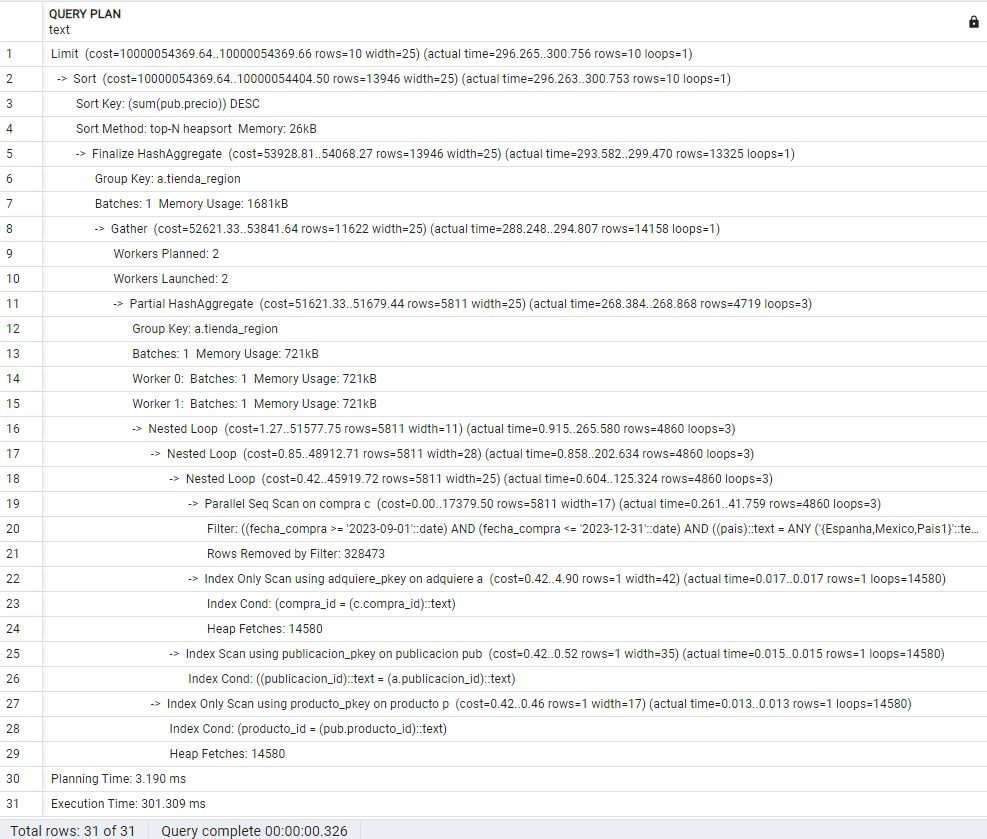 QUERY PLAN
text
1 Limit (cost=10000054369.64..10000054369.66 rows=10 width=25) (actual time=296.265..300.756 rows=10 loops=1)
2 -> Sort (cost=10000054369.64..10000054404.50 rows=13946 width=25) (actual time=296.263..300.753 rows=10 loops=1)
3 Sort Key: (sum(pub.precio)) DESC
4 Sort Method: top-N heapsort Memory: 26kB
5 -> Finalize HashAggregate (cost=53928.81..54068.27 rows=13946 width=25) (actual time=293.582..299.470 rows=13325 loops=1)
6 Group Key: a.tienda_region
7 Batches: 1 Memory Usage: 1681kB
8 -> Gather (cost=52621.33..53841.64 rows=11622 width=25) (actual time=288.248..294.807 rows=14158 loops=1)
9 Workers Planned: 2
10 Workers Launched: 2
11 -> Partial HashAggregate (cost=51621.33..51679.44 rows=5811 width=25) (actual time=268.384..268.868 rows=4719 loops=3)
12 Group Key: a.tienda_region
13 Batches: 1 Memory Usage: 721kB
14 Worker 0: Batches: 1 Memory Usage: 721kB
15 Worker 1: Batches: 1 Memory Usage: 721kB
16 -> Nested Loop (cost=1.27..51577.75 rows=5811 width=11) (actual time=0.915..265.580 rows=4860 loops=3)
17 -> Nested Loop (cost=0.85..48912.71 rows=5811 width=28) (actual time=0.858..202.634 rows=4860 loops=3)
18 -> Nested Loop (cost=0.42..45919.72 rows=5811 width=25) (actual time=0.604..125.324 rows=4860 loops=3)
19 -> Parallel Seq Scan on compra c (cost=0.00..17379.50 rows=5811 width=17) (actual time=0.261..41.759 rows=4860 loops=3)
20 Filter: ((fecha_compra >= '2023-09-01'::date) AND (fecha_compra <= '2023-12-31'::date) AND ((pais)::text = ANY ('{Espanha,Mexico,Pais1}'::te...
21 Rows Removed by Filter: 328473
22 -> Index Only Scan using adquiere_pkey on adquiere a (cost=0.42..4.90 rows=1 width=42) (actual time=0.017..0.017 rows=1 loops=14580)
23 Index Cond: (compra_id = (c.compra_id)::text)
24 Heap Fetches: 14580
25 -> Index Scan using publicacion_pkey on publicacion pub (cost=0.42..0.52 rows=1 width=35) (actual time=0.015..0.015 rows=1 loops=14580)
26 Index Cond: ((publicacion_id)::text = (a.publicacion_id)::text)
27 -> Index Only Scan using producto_pkey on producto p (cost=0.42..0.46 rows=1 width=17) (actual time=0.013..0.013 rows=1 loops=14580)
28 Index Cond: (producto_id = (pub.producto_id)::text)
29 Heap Fetches: 14580
30 Planning Time: 3.190 ms
31 Execution Time: 301.309 ms
Total rows: 31 of 31 Query complete 00:00:00.326